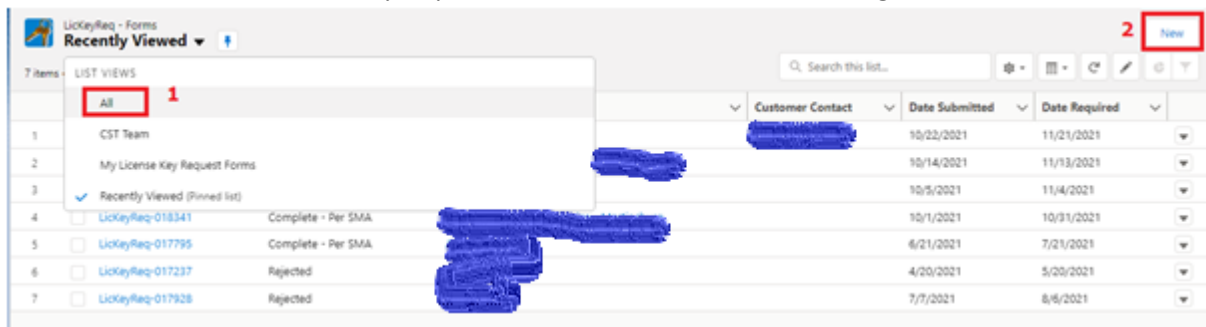 LicKeyReq - Forms
Recently Viewed
2 New
7 items LIST VIEWS
Search this list...
All 1
Customer Contact Date Submitted Date Required
1 CST Team 10/22/2021 11/21/2021
2 My License Key Request Forms 10/14/2021 11/13/2021
3 Recently Viewed (Pinned list) 10/5/2021 11/4/2021
4 LicKeyReq-018341 Complete - Per SMA 10/1/2021 10/31/2021
5 LicKeyReq-017795 Complete - Per SMA 6/21/2021 7/21/2021
6 LicKeyReq-017237 Rejected 4/20/2021 5/20/2021
7 LicKeyReq-017928 Rejected 7/7/2021 8/6/2021